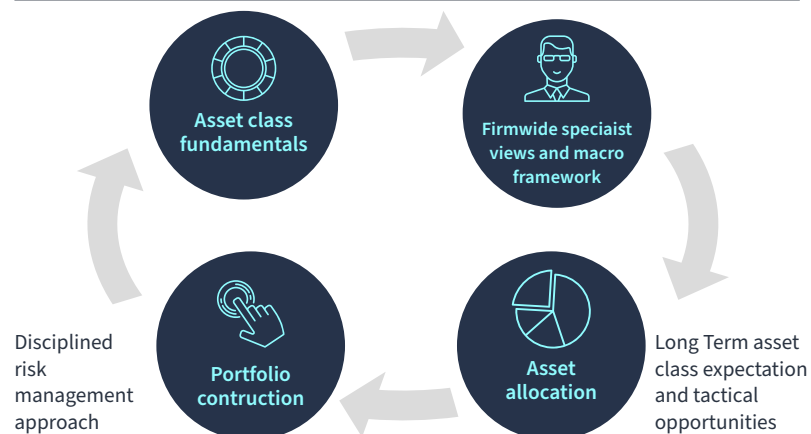 Asset class
fundamentals
Firmwide speciaist
views and macro
framework
Disciplined
risk
management
approach
Portfolio
contruction
Asset
allocation
Long Term asset
class expectation
and tactical
opportunities